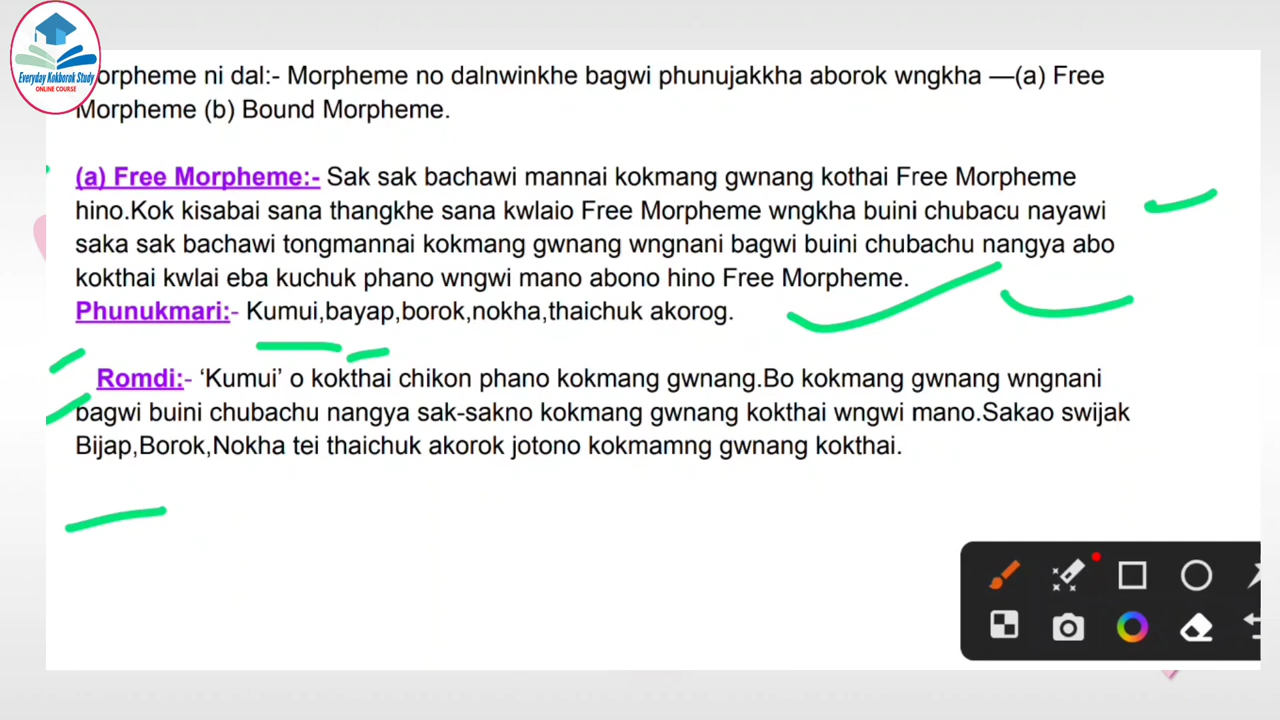 Everyday Kokborok Study
ONLINE COURSE
orpheme ni dal:- Morpheme no dalnwinkhe bagwi phunujakkha aborok wngkha —(a) Free
Morpheme (b) Bound Morpheme.
(a) Free Morpheme:- Sak sak bachawi mannai kokmang gwnang kothai Free Morpheme
hino.Kok kisabai sana thangkhe sana kwlaio Free Morpheme wngkha buini chubacu nayawi
saka sak bachawi tongmannai kokmang gwnang wngnani bagwi buini chubachu nangya abo
kokthai kwlai eba kuchuk phano wngwi mano abono hino Free Morpheme.
Phunukmari:- Kumui,bayap,borok,nokha,thaichuk akorog.
Romdi:- ‘Kumui’ o kokthai chikon phano kokmang gwnang.Bo kokmang gwnang wngnani
bagwi buini chubachu nangya sak-sakno kokmang gwnang kokthai wngwi mano.Sakao swijak
Bijap,Borok,Nokha tei thaichuk akorok jotono kokmamng gwnang kokthai.